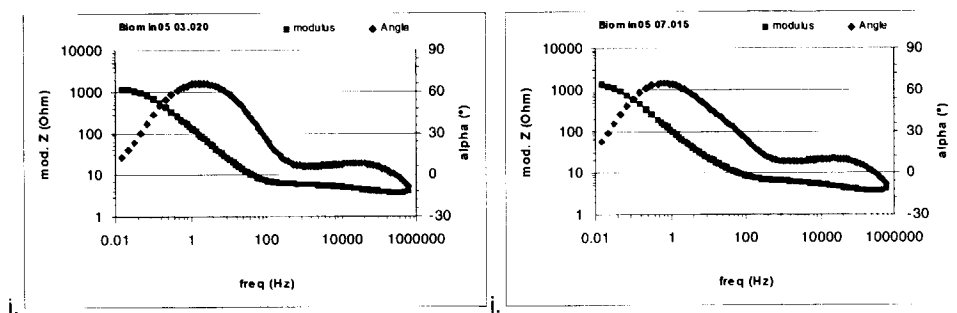 Biomin05 03.020
modulus
Angle
10000
1000
100
10
1
mod. Z (Ohm)
90
60
30
0
-30
alpha (°)
0.01
1
100
10000
1000000
freq (Hz)
i.
Biomin05 07.015
modulus
Angle
10000
1000
100
10
1
mod. Z (Ohm)
90
60
30
0
-30
alpha (°)
0.01
1
100
10000
1000000
freq (Hz)
j.